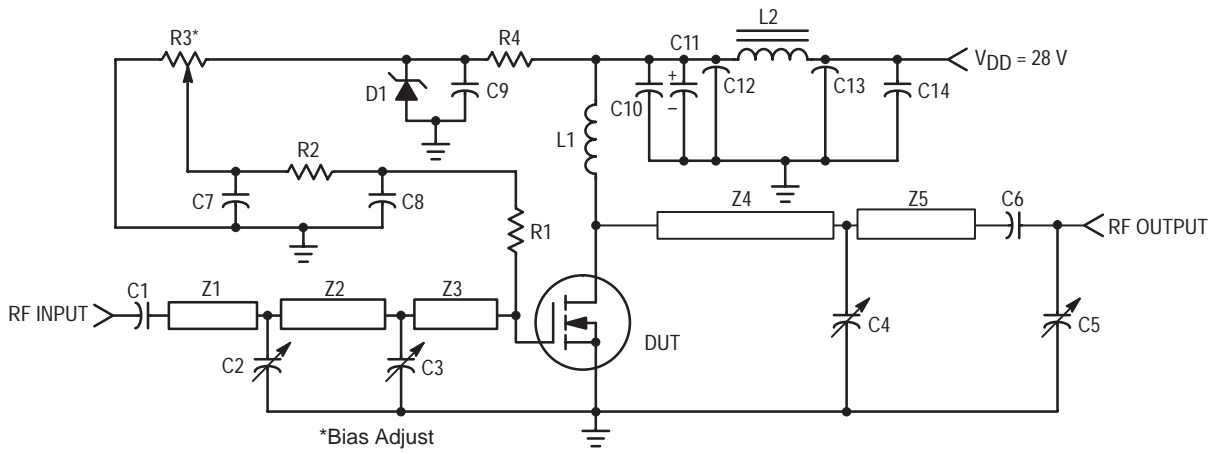 L2
R3*
R4
C11
VDD = 28 V
+
–
D1
C9
C10
C12
C13
C14
L1
R2
C7
C8
R1
Z4
Z5
C6
RF OUTPUT
C1
Z1
Z2
Z3
RF INPUT
DUT
C4
C5
C2
C3
*Bias Adjust